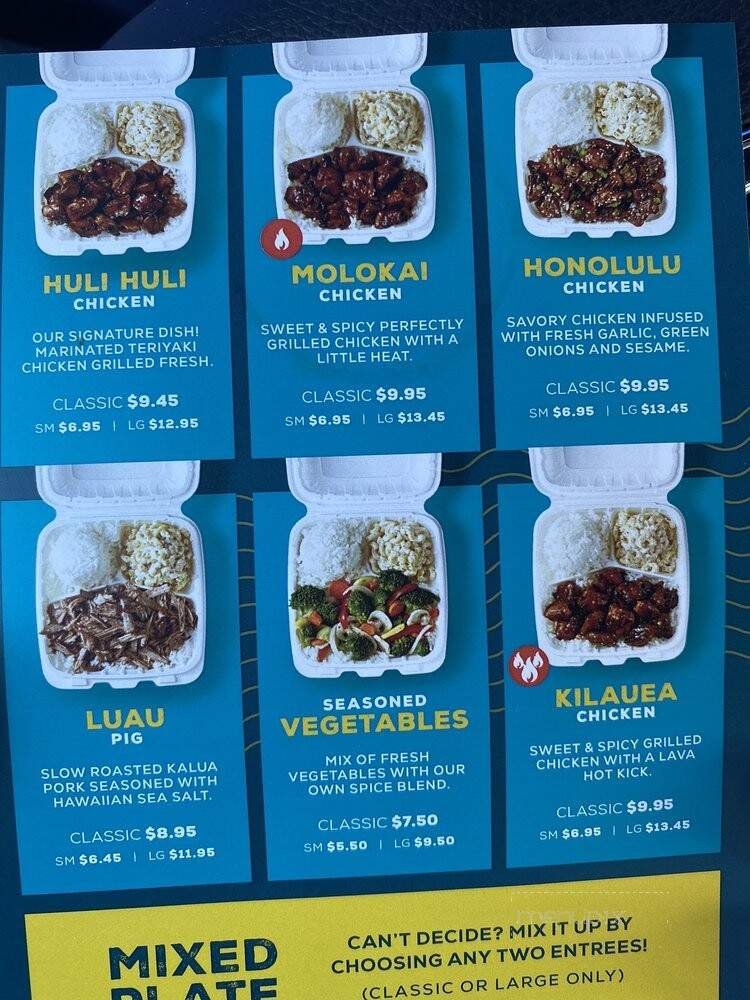 HULI HULI
CHICKEN
OUR SIGNATURE DISH!
MARINATED TERIYAKI
CHICKEN GRILLED FRESH.
CLASSIC $9.45
SM $6.95 | LG $12.95
MOLOKAI
CHICKEN
SWEET & SPICY PERFECTLY
GRILLED CHICKEN WITH A
LITTLE HEAT.
CLASSIC $9.95
SM $6.95 | LG $13.45
HONOLULU
CHICKEN
SAVORY CHICKEN INFUSED
WITH FRESH GARLIC, GREEN
ONIONS AND SESAME.
CLASSIC $9.95
SM $6.95 | LG $13.45
LUAU
PIG
SLOW ROASTED KALUA
PORK SEASONED WITH
HAWAIIAN SEA SALT.
CLASSIC $8.95
SM $6.45 | LG $11.95
SEASONED
VEGETABLES
MIX OF FRESH
VEGETABLES WITH OUR
OWN SPICE BLEND.
CLASSIC $7.50
SM $5.50 | LG $9.50
KILAUEA
CHICKEN
SWEET & SPICY GRILLED
CHICKEN WITH A LAVA
HOT KICK.
CLASSIC $9.95
SM $6.95 | LG $13.45
MIXED
PLATE
CAN'T DECIDE? MIX IT UP BY
CHOOSING ANY TWO ENTREES!
(CLASSIC OR LARGE ONLY)